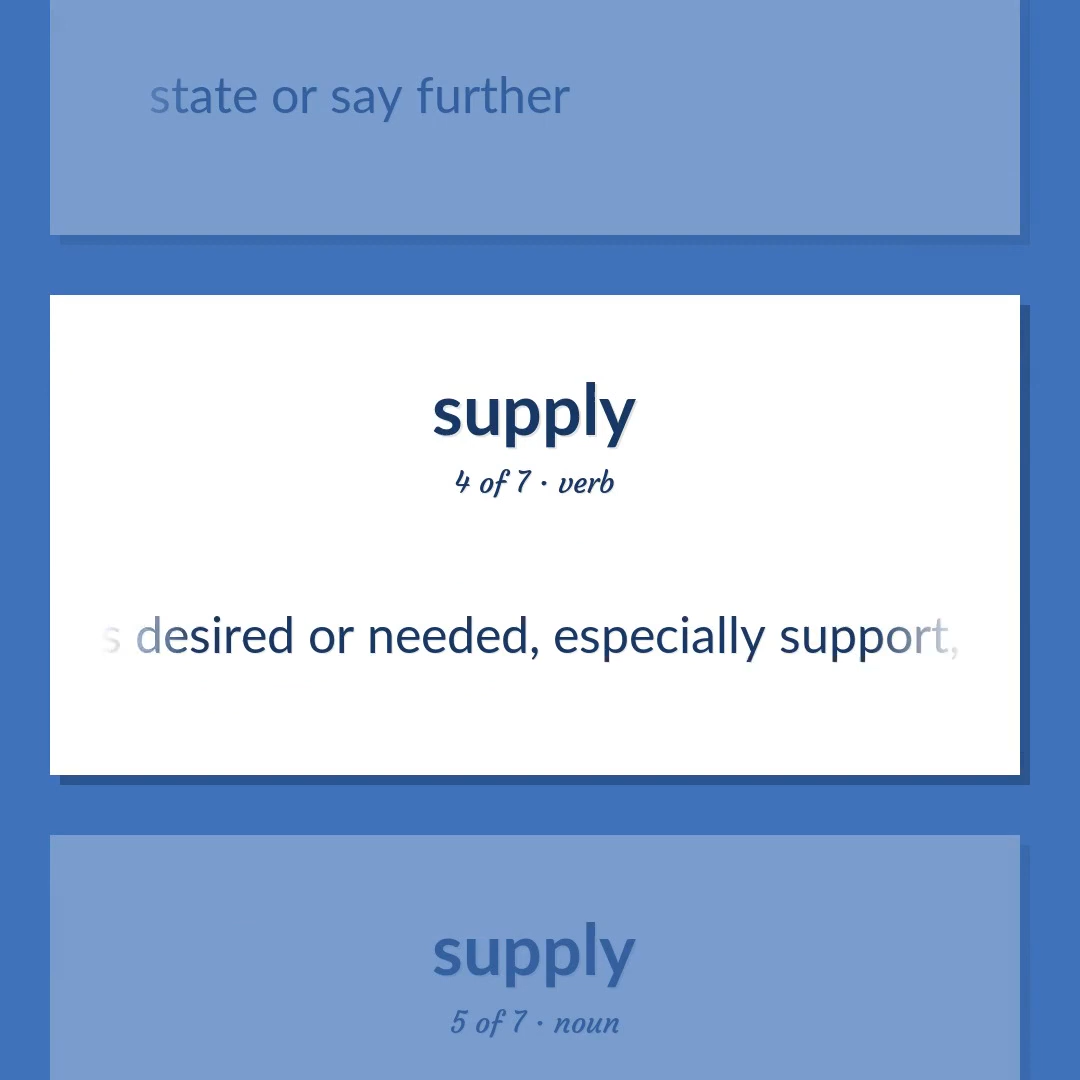 state or say further
supply
4 of 7 · verb
s desired or needed, especially support,
supply
5 of 7 · noun